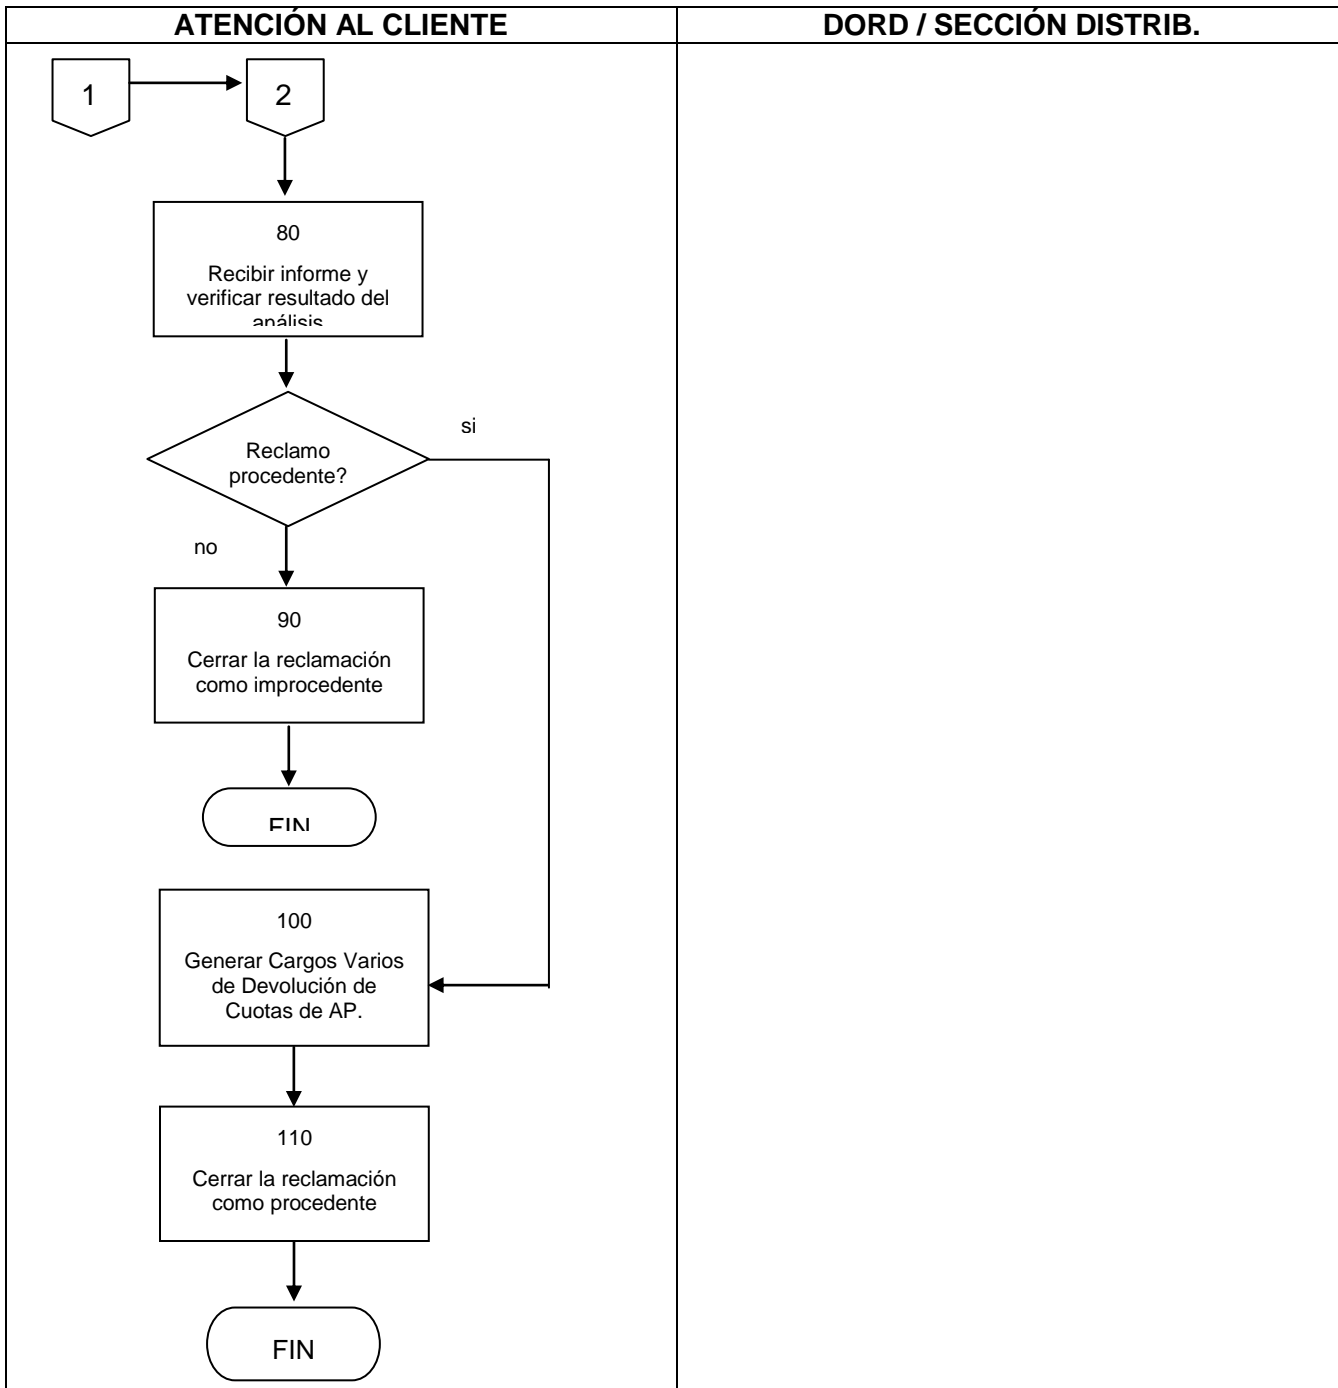 ATENCIÓN AL CLIENTE
DORD / SECCIÓN DISTRIB.
1
2
80
Recibir informe y
verificar resultado del
análisis
Reclamo
procedente?
si
no
90
Cerrar la reclamación
como improcedente
FIN
100
Generar Cargos Varios
de Devolución de
Cuotas de AP.
110
Cerrar la reclamación
como procedente
FIN